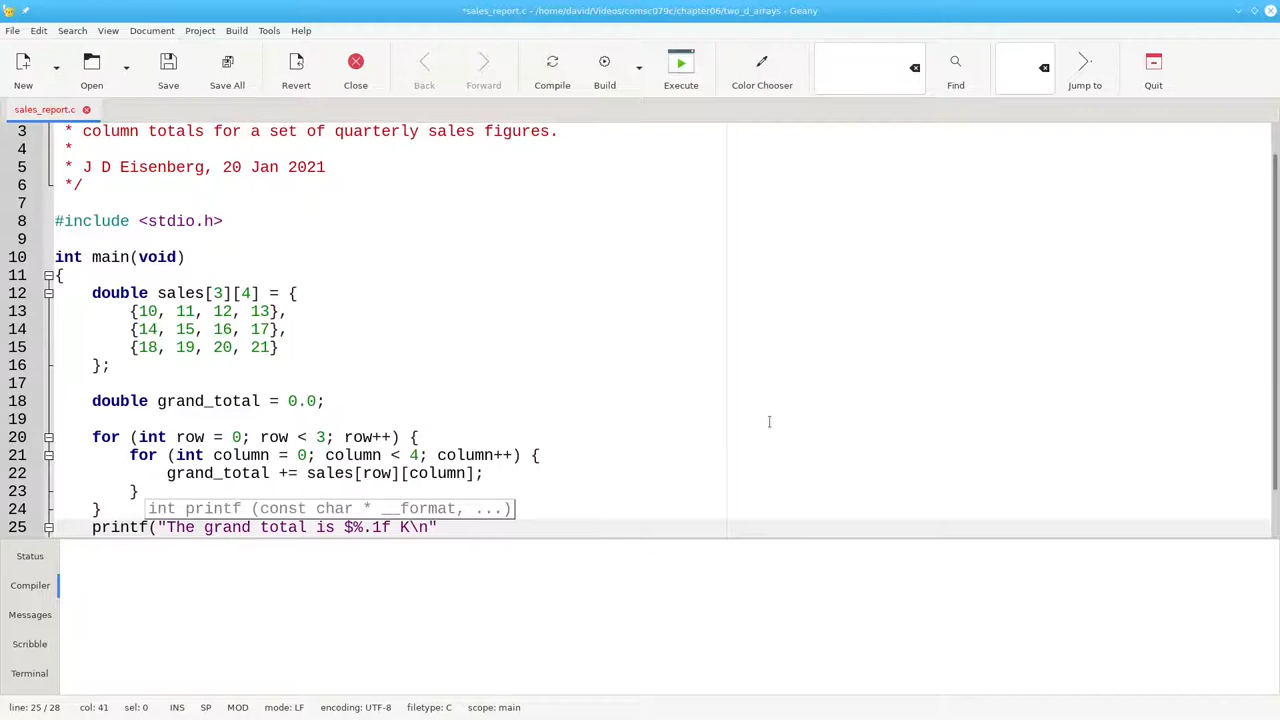 *sales_report.c - /home/david/Videos/comsc079c/chapter06/two_d_arrays - Geany
File Edit Search View Document Project Build Tools Help
New Open Save Save All Revert Close Back Forward Compile Build Execute Color Chooser Find Jump to Quit
sales_report.c
3 * column totals for a set of quarterly sales figures.
4 *
5 * J D Eisenberg, 20 Jan 2021
6 */
7
8 #include <stdio.h>
9
10 int main(void)
11 {
12 double sales[3][4] = {
13 {10, 11, 12, 13},
14 {14, 15, 16, 17},
15 {18, 19, 20, 21}
16 };
17
18 double grand_total = 0.0;
19
20 for (int row = 0; row < 3; row++) {
21 for (int column = 0; column < 4; column++) {
22 grand_total += sales[row][column];
23 }
24 } int printf (const char * __format, ...)
25 printf("The grand total is $%.1f K\n"
Status
Compiler
Messages
Scribble
Terminal
line: 25 / 28 col: 41 sel: 0 INS SP MOD mode: LF encoding: UTF-8 filetype: C scope: main